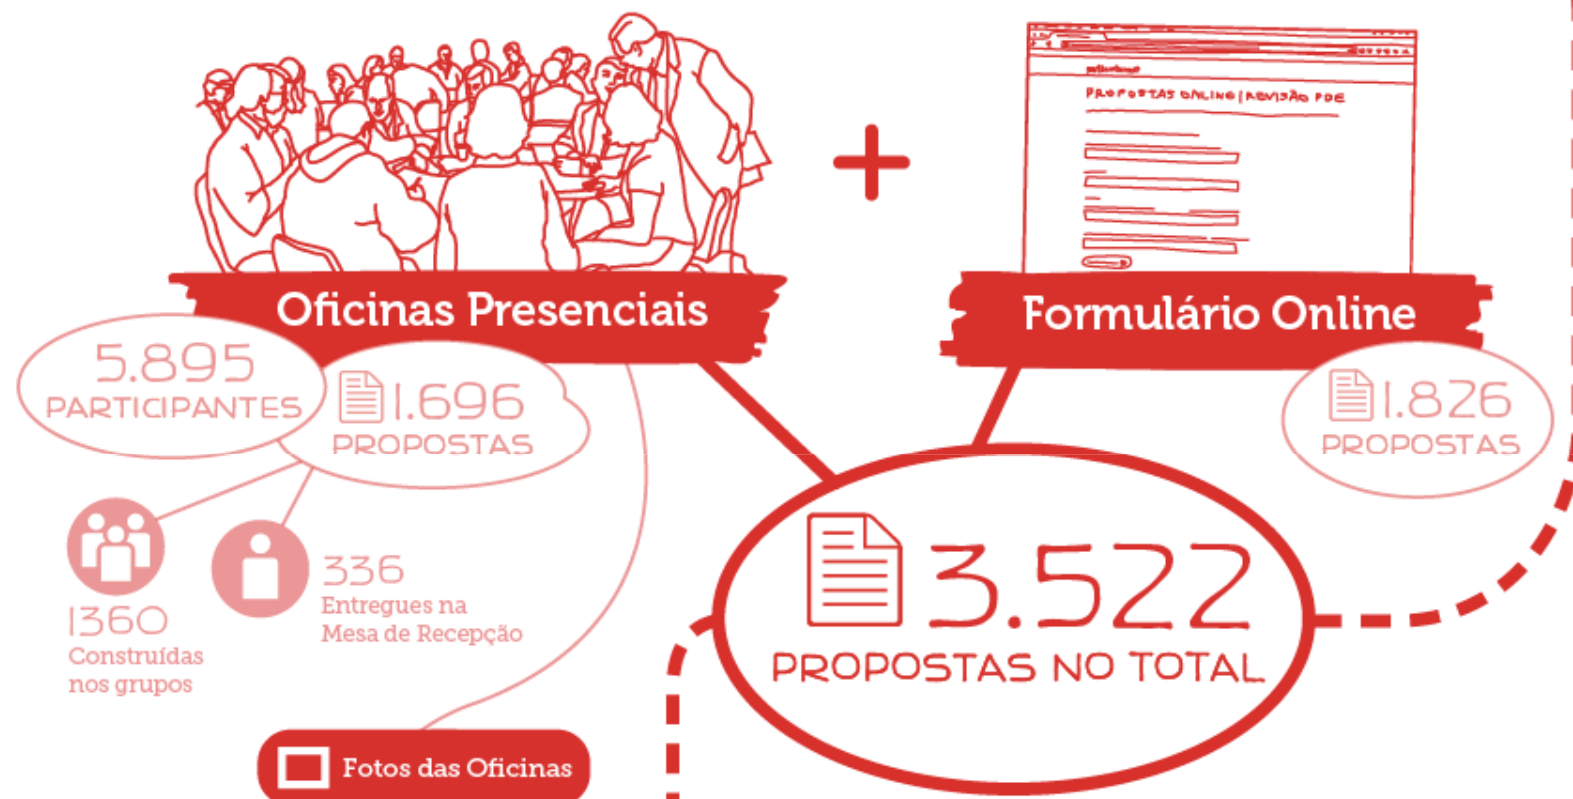 PROPOSTAS ONLINE | REVISÃO PDE
Oficinas Presenciais
Formulário Online
5.895
PARTICIPANTES
1.696
PROPOSTAS
1.826
PROPOSTAS
1360
Construídas
nos grupos
336
Entregues na
Mesa de Recepção
3.522
PROPOSTAS NO TOTAL
Fotos das Oficinas